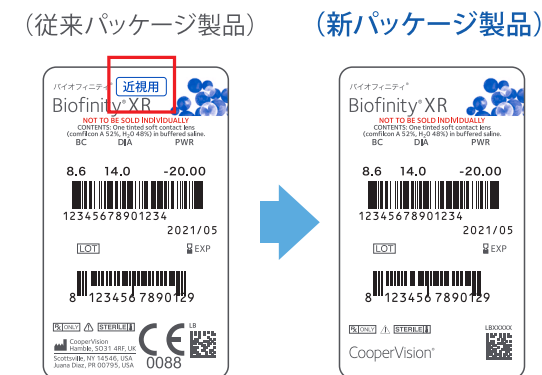 （従来パッケージ製品）
バイオフィニティ® 近視用
Biofinity® XR
NOT TO BE SOLD INDIVIDUALLY
CONTENTS: One tinted soft contact lens
(comfilcon A 52%, H₂O 48%) in buffered saline.
BC DIA PWR
8.6 14.0 -20.00
12345678901234
2021/05
LOT EXP
8 1234567890129
RX ONLY STERILE
CooperVision
Hamble, SO31 4RF, UK
Scottsville, NY 14546, USA
Juana Diaz, PR 00795, USA
CE
0088
LB
（新パッケージ製品）
バイオフィニティ®
Biofinity® XR
NOT TO BE SOLD INDIVIDUALLY
CONTENTS: One tinted soft contact lens
(comfilcon A 52%, H₂O 48%) in buffered saline.
BC DIA PWR
8.6 14.0 -20.00
12345678901234
2021/05
LOT EXP
8 1234567890129
RX ONLY STERILE
LBXXXXX
CooperVision®